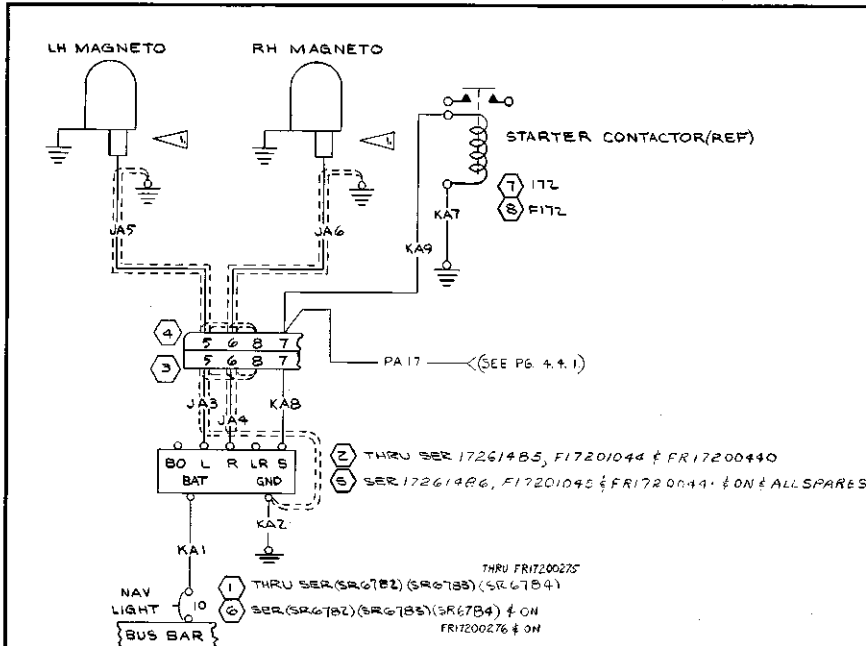 LH MAGNETO RH MAGNETO
STARTER CONTACTOR (REF)
7 172
8 F172
KA7
JA5 JA6 KA9
4 5 6 8 7
3 5 6 8 7
PA17 (SEE PG. 4.4.1)
JA3 JA4 KA8
BO L R LR S
BAT GND
2 THRU SER 17261485, F17201044 & FR17200440
5 SER 17261486, F17201045 & FR17200441 & ON & ALL SPARES
KA1 KA2
THRU FR17200275
1 THRU SER (SR6782) (SR6783) (SR6784)
NAV LIGHT 10
6 SER (SR6782) (SR6783) (SR6784) & ON
FR17200276 & ON
BUS BAR